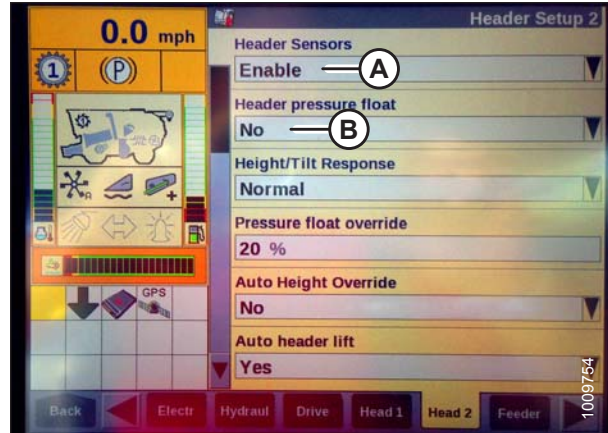 0.0 mph
1
(P)
GPS
Header Setup 2
Header Sensors
Enable
A
Header pressure float
No
B
Height/Tilt Response
Normal
Pressure float override
20 %
Auto Height Override
No
Auto header lift
Yes
Back
Electr
Hydraul
Drive
Head 1
Head 2
Feeder
1009754